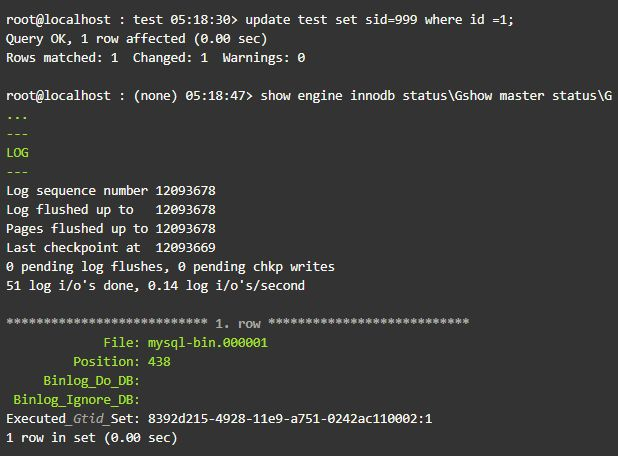 root@localhost : test 05:18:30> update test set sid=999 where id =1;
Query OK, 1 row affected (0.00 sec)
Rows matched: 1  Changed: 1  Warnings: 0
root@localhost : (none) 05:18:47> show engine innodb status\Gshow master status\G
...
---
LOG
---
Log sequence number 12093678
Log flushed up to   12093678
Pages flushed up to 12093678
Last checkpoint at  12093669
0 pending log flushes, 0 pending chkp writes
51 log i/o's done, 0.14 log i/o's/second
*************************** 1. row ***************************
             File: mysql-bin.000001
         Position: 438
     Binlog_Do_DB:
 Binlog_Ignore_DB:
Executed_Gtid_Set: 8392d215-4928-11e9-a751-0242ac110002:1
1 row in set (0.00 sec)